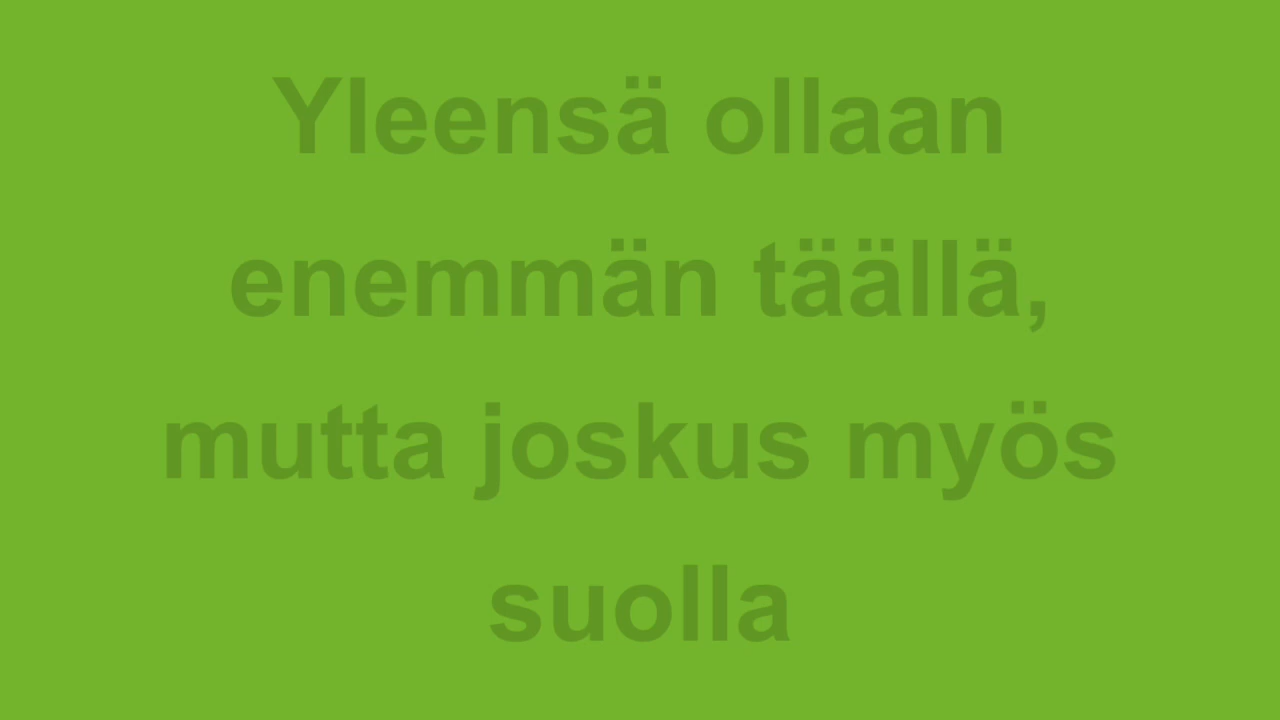 Yleensä ollaan
enemmän täällä,
mutta joskus myös
suolla